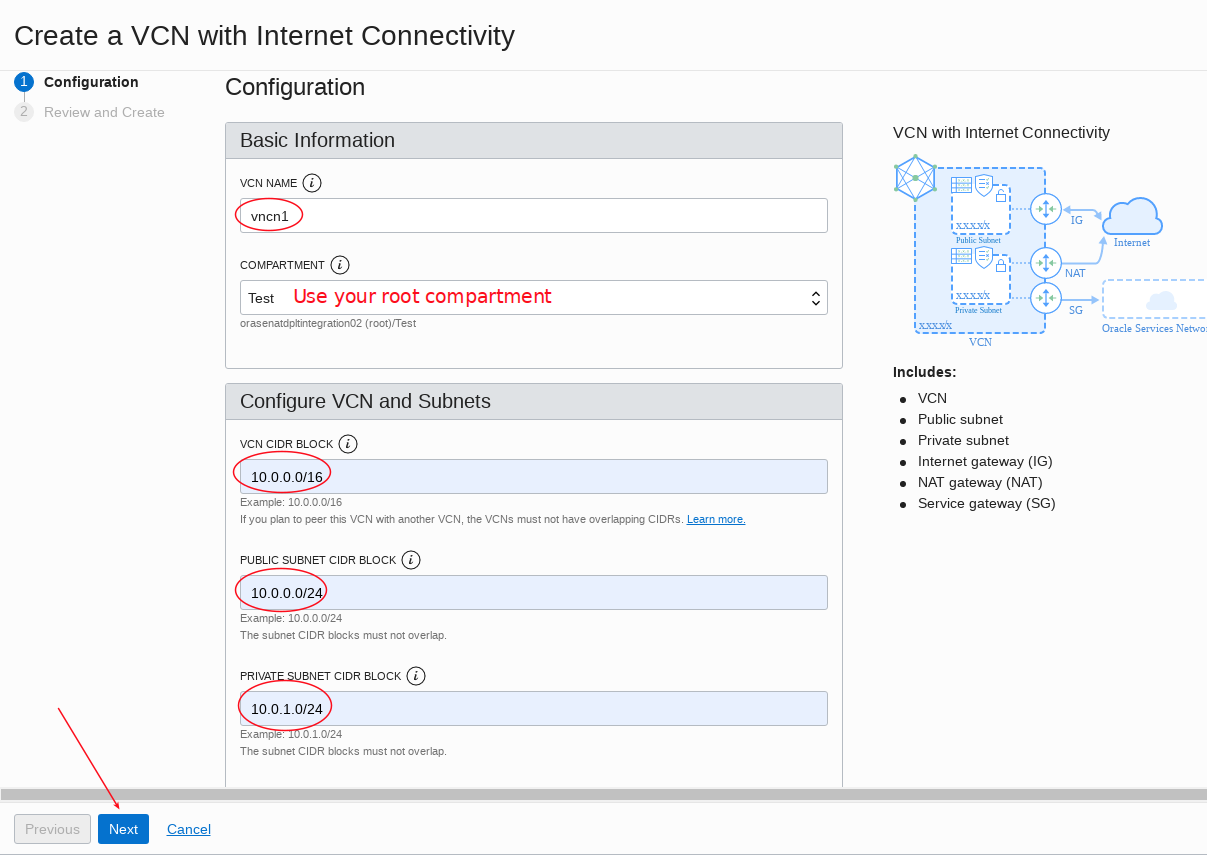 Create a VCN with Internet Connectivity
1 Configuration
2 Review and Create
Configuration
Basic Information
VCN NAME i
vncn1
COMPARTMENT i
Test Use your root compartment
orasenatdpltintegration02 (root)/Test
Configure VCN and Subnets
VCN CIDR BLOCK i
10.0.0.0/16
Example: 10.0.0.0/16
If you plan to peer this VCN with another VCN, the VCNs must not have overlapping CIDRs. Learn more.
PUBLIC SUBNET CIDR BLOCK i
10.0.0.0/24
Example: 10.0.0.0/24
The subnet CIDR blocks must not overlap.
PRIVATE SUBNET CIDR BLOCK i
10.0.1.0/24
Example: 10.0.1.0/24
The subnet CIDR blocks must not overlap.
VCN with Internet Connectivity
X.X.X.X/X
Public Subnet
IG
Internet
X.X.X.X/X
Private Subnet
NAT
SG
Oracle Services Netwo
X.X.X.X/X
VCN
Includes:
VCN
Public subnet
Private subnet
Internet gateway (IG)
NAT gateway (NAT)
Service gateway (SG)
Previous Next Cancel